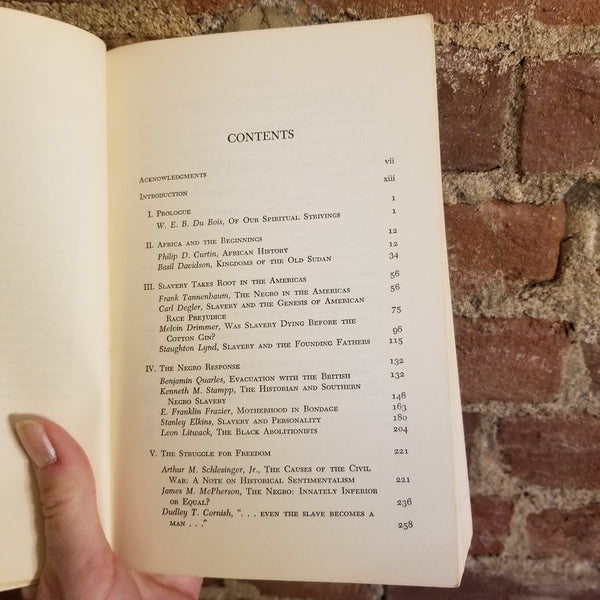 CONTENTS
ACKNOWLEDGMENTS vii
INTRODUCTION xiii
I. PROLOGUE 1
W. E. B. Du Bois, OF OUR SPIRITUAL STRIVINGS 1
II. AFRICA AND THE BEGINNINGS 12
Philip D. Curtin, AFRICAN HISTORY 12
Basil Davidson, KINGDOMS OF THE OLD SUDAN 34
III. SLAVERY TAKES ROOT IN THE AMERICAS 56
Frank Tannenbaum, THE NEGRO IN THE AMERICAS 56
Carl Degler, SLAVERY AND THE GENESIS OF AMERICAN
RACE PREJUDICE 75
Melvin Drimmer, WAS SLAVERY DYING BEFORE THE
COTTON GIN? 96
Staughton Lynd, SLAVERY AND THE FOUNDING FATHERS 115
IV. THE NEGRO RESPONSE 132
Benjamin Quarles, EVACUATION WITH THE BRITISH 132
Kenneth M. Stampp, THE HISTORIAN AND SOUTHERN
NEGRO SLAVERY 146
E. Franklin Frazier, MOTHERHOOD IN BONDAGE 163
Stanley Elkins, SLAVERY AND PERSONALITY 180
Leon Litwack, THE BLACK ABOLITIONISTS 204
V. THE STRUGGLE FOR FREEDOM 221
Arthur M. Schlesinger, Jr., THE CAUSES OF THE CIVIL
WAR: A NOTE ON HISTORICAL SENTIMENTALISM 221
James M. McPherson, THE NEGRO: INNATELY INFERIOR
OR EQUAL? 236
Dudley T. Cornish, ". . . EVEN THE SLAVE BECOMES A
MAN . . ." 258